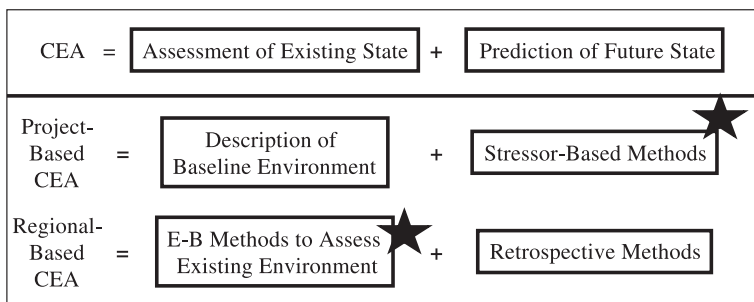 CEA = Assessment of Existing State + Prediction of Future State
Project-
Based
CEA
=
Description of
Baseline Environment
+
Stressor-Based Methods
Regional-
Based
CEA
=
E-B Methods to Assess
Existing Environment
+
Retrospective Methods